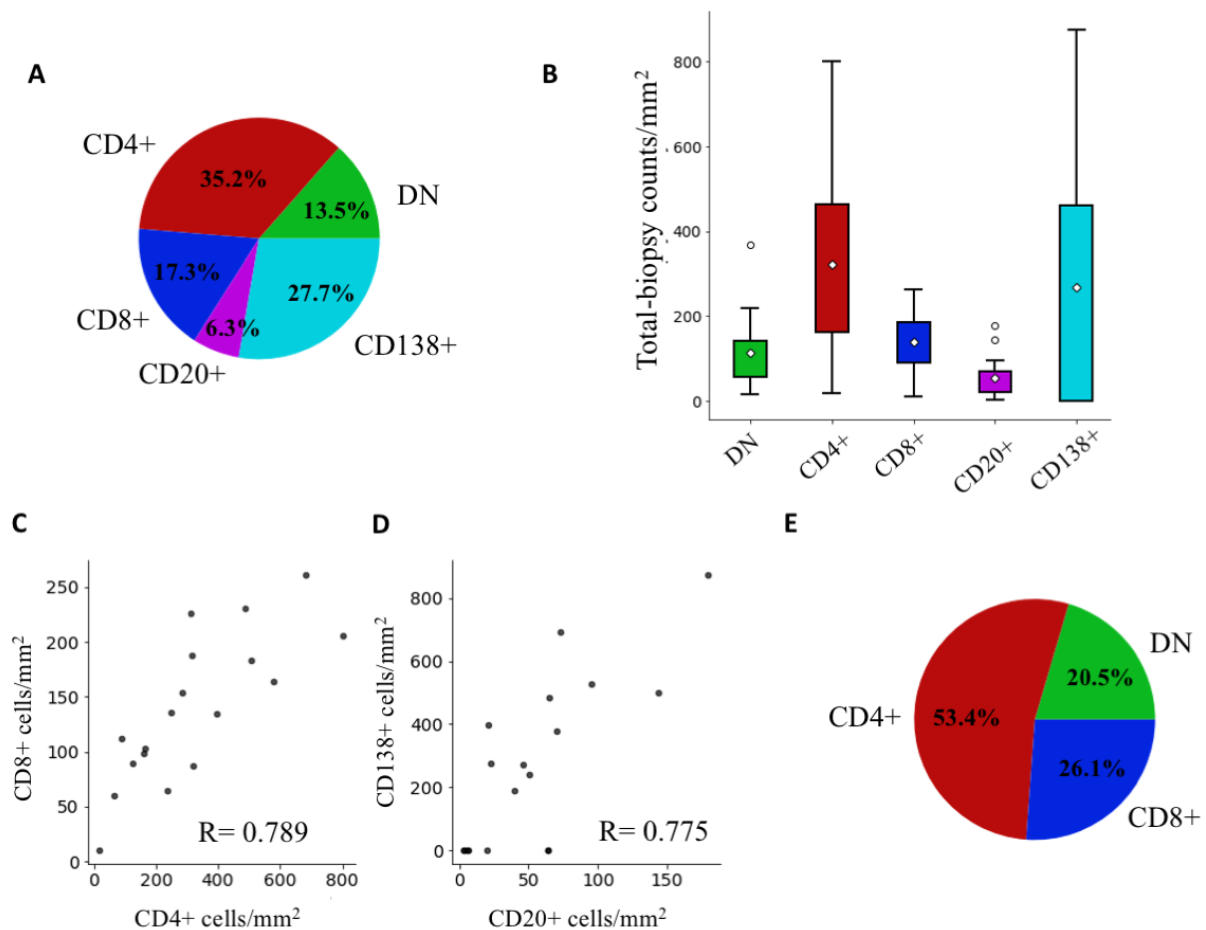 A
CD4+
35.2%
DN
13.5%
17.3%
27.7%
CD8+
6.3%
CD138+
CD20+
B
Total-biopsy counts/mm²
800
600
400
200
0
DN
CD4+
CD8+
CD20+
CD138+
C
CD8+ cells/mm²
250
200
150
100
50
0
R= 0.789
0 200 400 600 800
CD4+ cells/mm²
D
CD138+ cells/mm²
800
600
400
200
0
R= 0.775
0 50 100 150
CD20+ cells/mm²
E
DN
20.5%
CD4+
53.4%
26.1%
CD8+